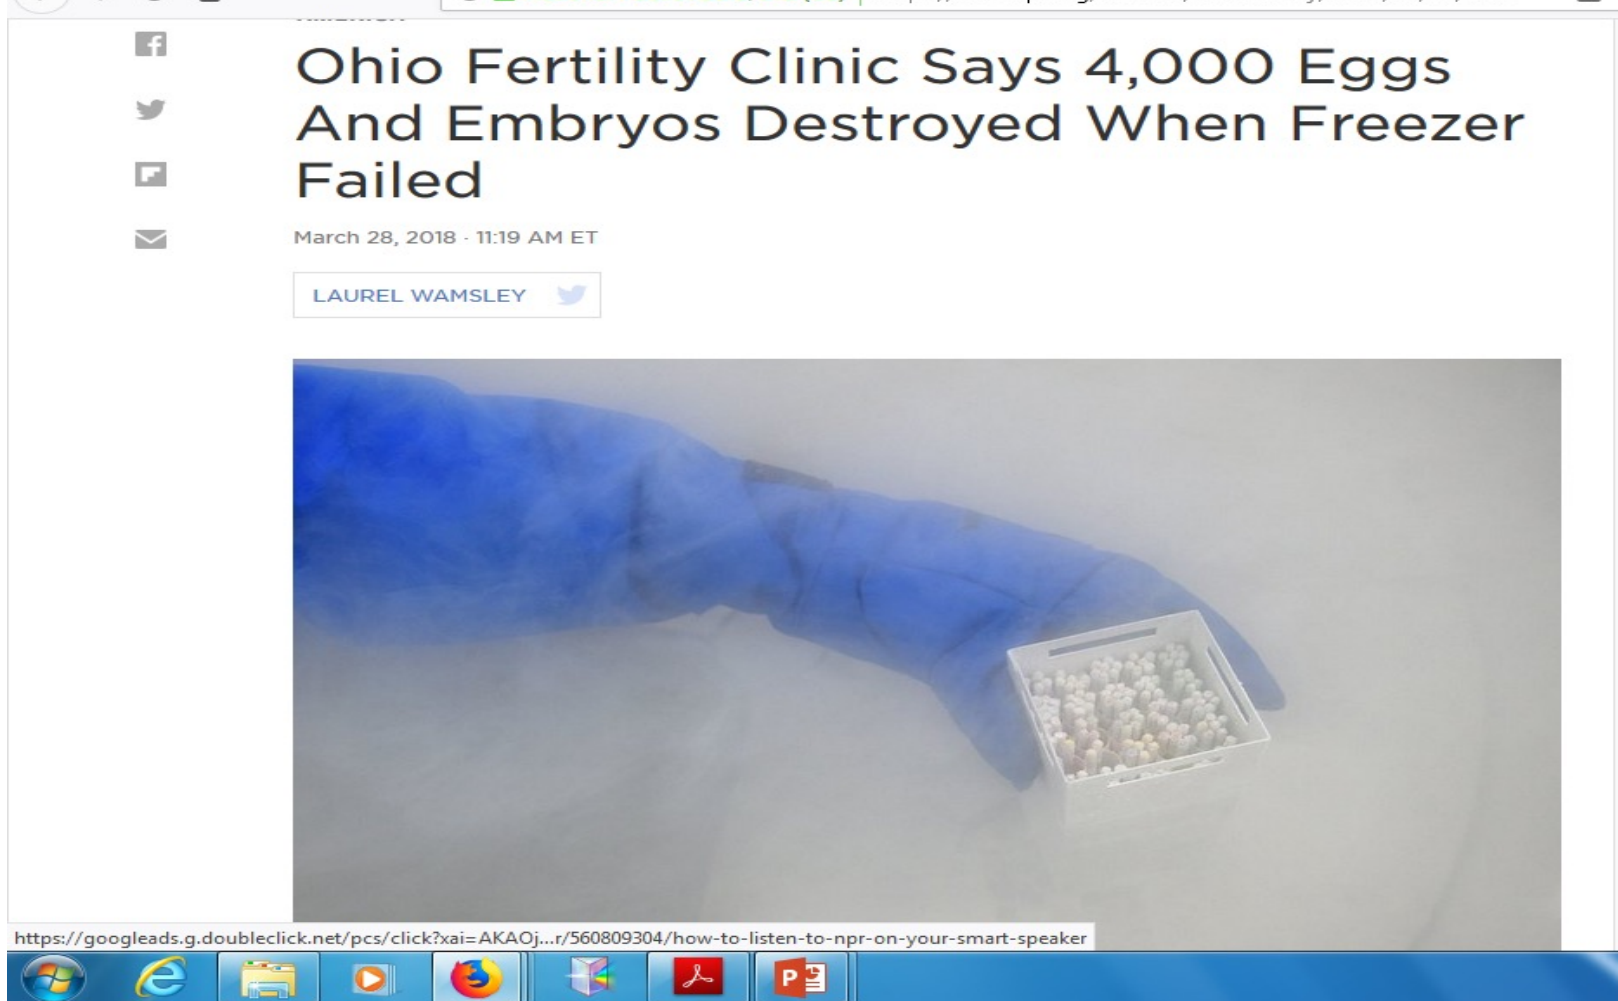 Ohio Fertility Clinic Says 4,000 Eggs
And Embryos Destroyed When Freezer
Failed
March 28, 2018 · 11:19 AM ET
LAUREL WAMSLEY
https://googleads.g.doubleclick.net/pcs/click?xai=AKAOj...r/560809304/how-to-listen-to-npr-on-your-smart-speaker